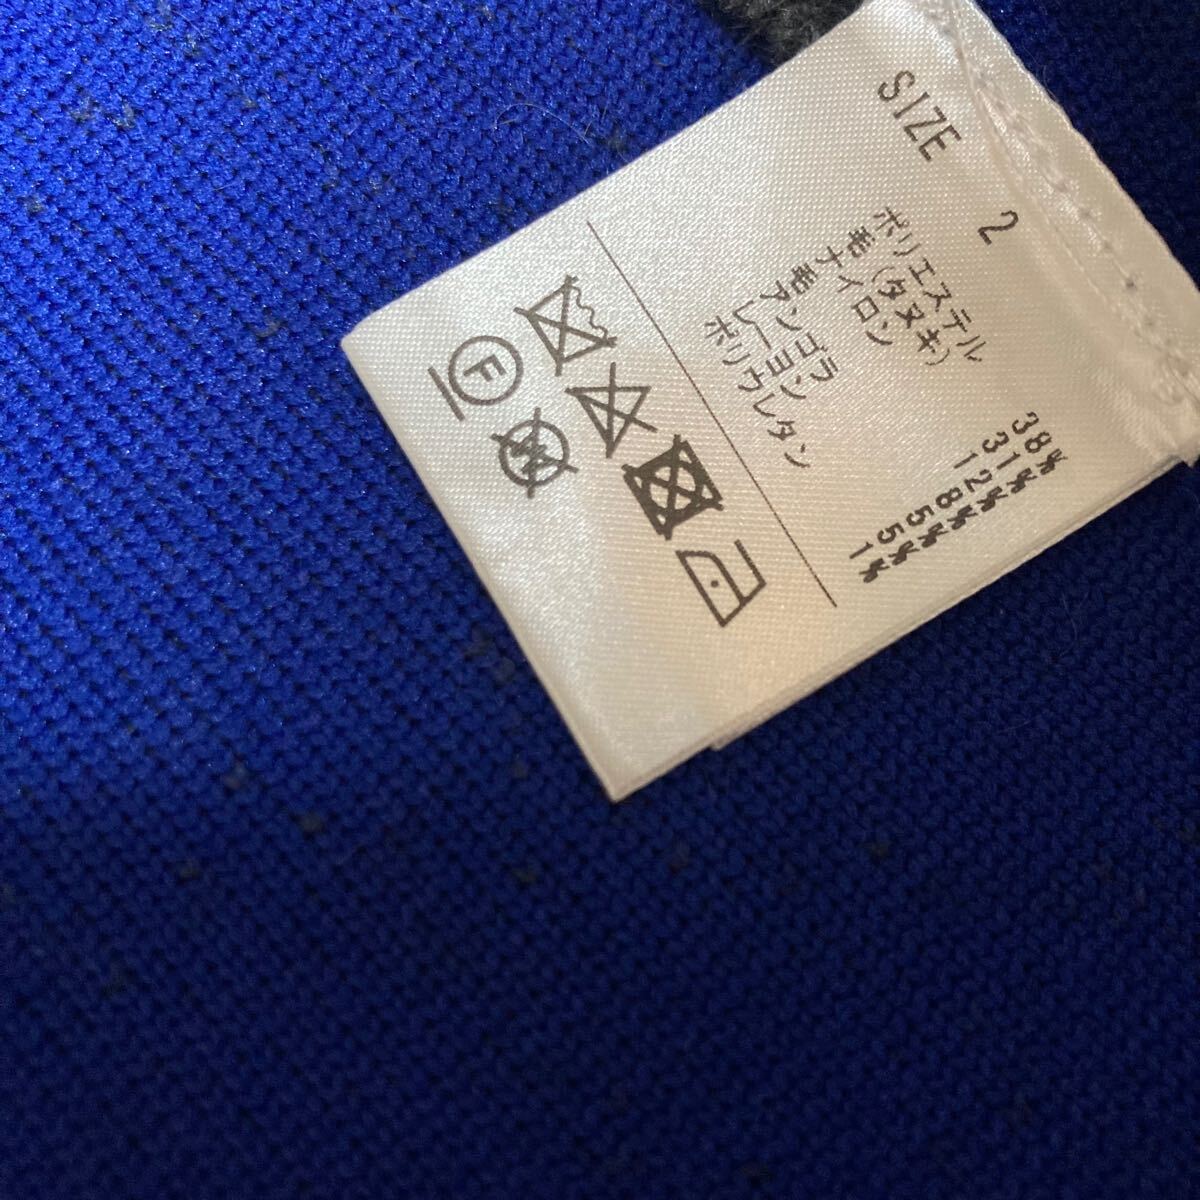 SIZE 2
ポリエステル 38%
毛(タヌキ) 31%
ナイロン 12%
毛 8%
アンゴラ 5%
レーヨン 5%
ポリウレタン 1%
F
W